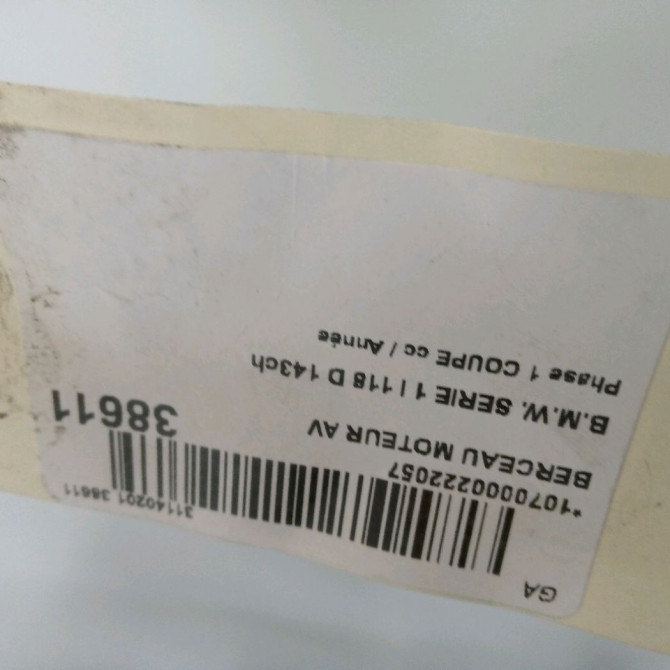 GA
*1070000222057
31140201 38611
BERCEAU MOTEUR AV
38611
B.M.W. SERIE 1 I 118 D 143ch
Phase 1 COUPE cc / Année